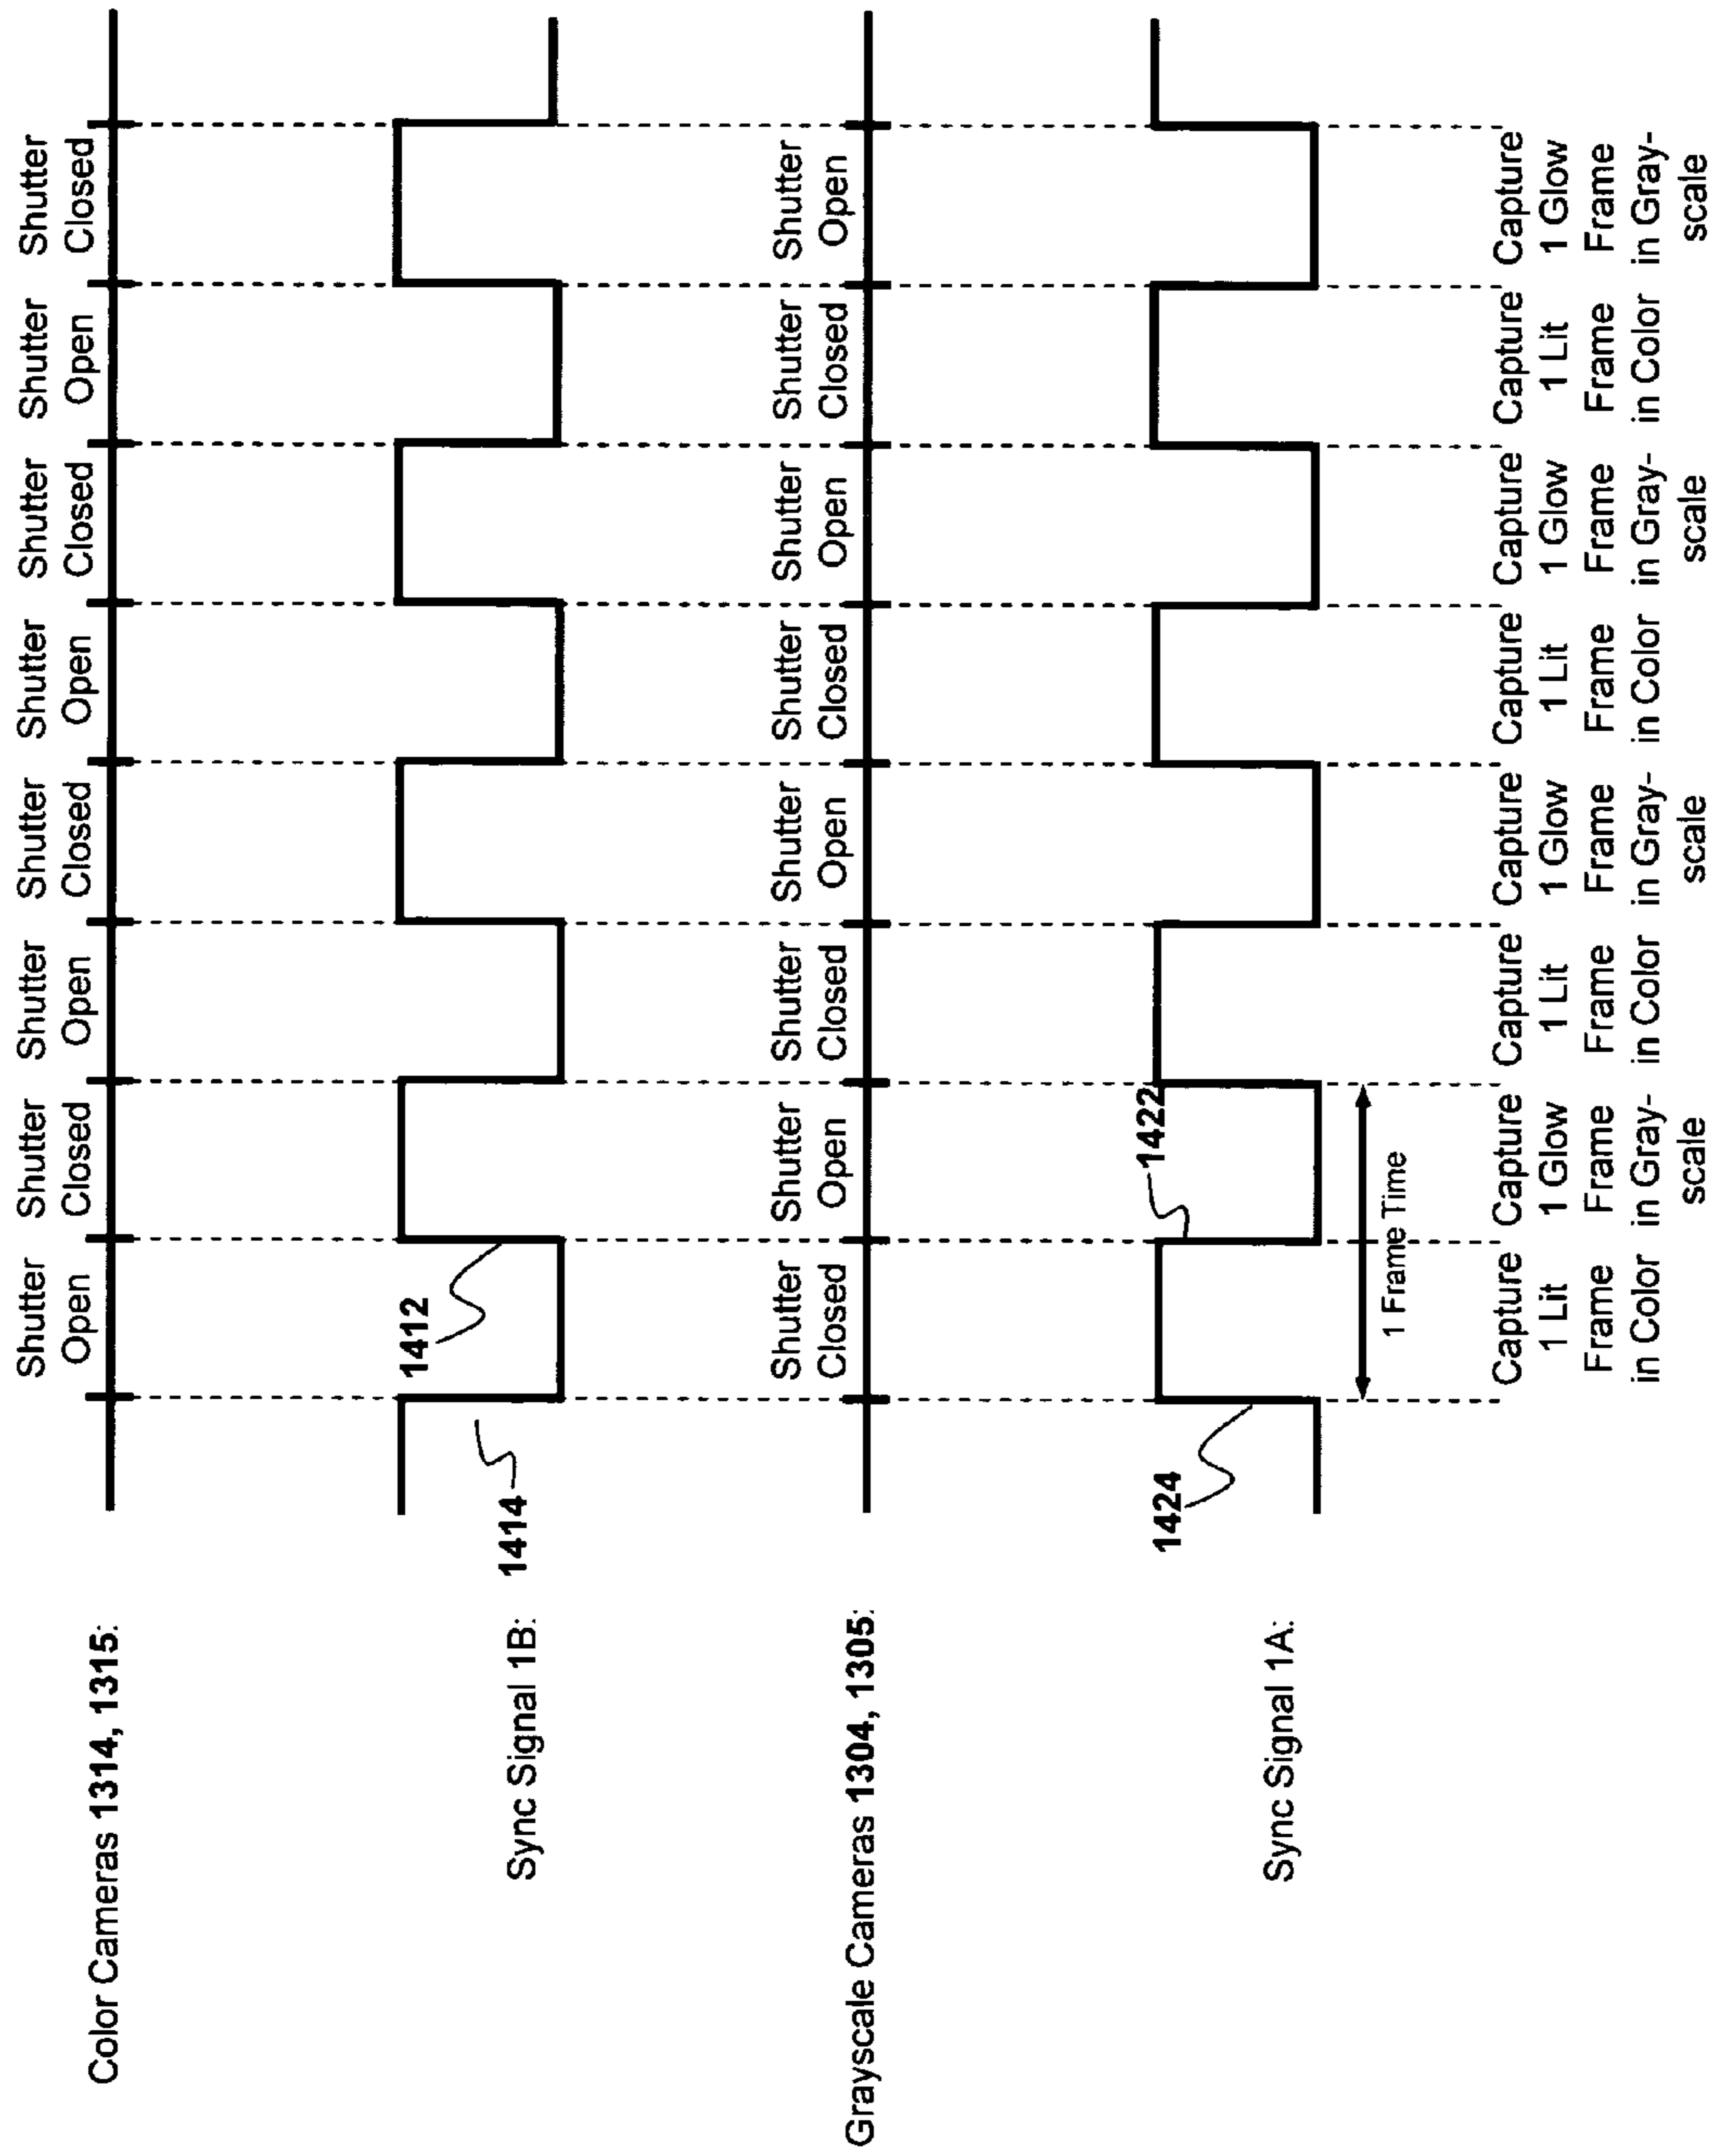 Shutter Shutter Shutter Shutter Shutter Shutter Shutter Shutter
Open Closed Open Closed Open Closed Open Closed
Color Cameras 1314, 1315:
1412
Sync Signal 1B:
1414
Shutter Shutter Shutter Shutter Shutter Shutter Shutter Shutter
Closed Open Closed Open Closed Open Closed Open
Grayscale Cameras 1304, 1305:
1422
1424
Sync Signal 1A:
1 Frame Time
Capture Capture Capture Capture Capture Capture Capture Capture
1 Lit 1 Glow 1 Lit 1 Glow 1 Lit 1 Glow 1 Lit 1 Glow
Frame Frame Frame Frame Frame Frame Frame Frame
in Color in Gray- in Color in Gray- in Color in Gray- in Color in Gray-
scale scale scale scale